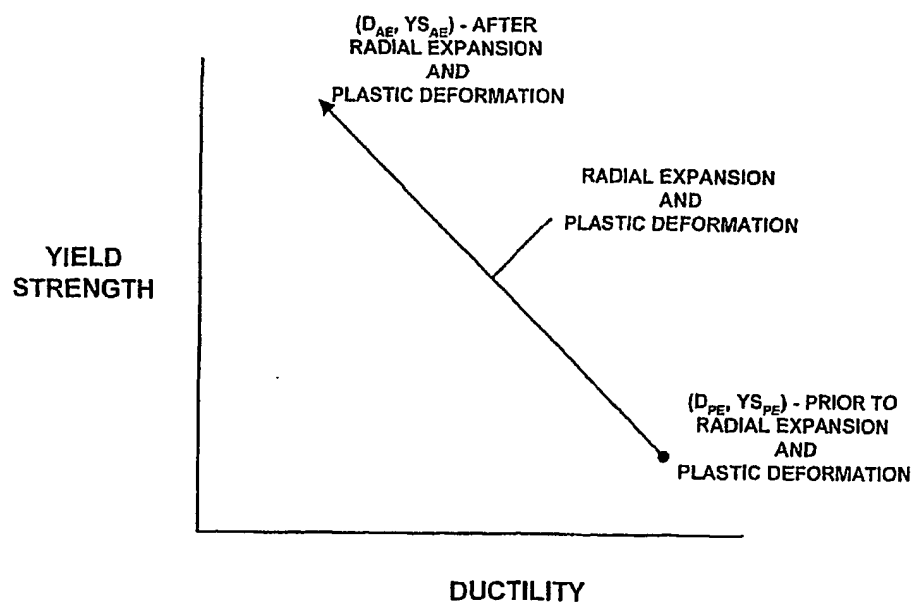 (D_AE, YS_AE) - AFTER
RADIAL EXPANSION
AND
PLASTIC DEFORMATION
RADIAL EXPANSION
AND
PLASTIC DEFORMATION
YIELD
STRENGTH
(D_PE, YS_PE) - PRIOR TO
RADIAL EXPANSION
AND
PLASTIC DEFORMATION
DUCTILITY